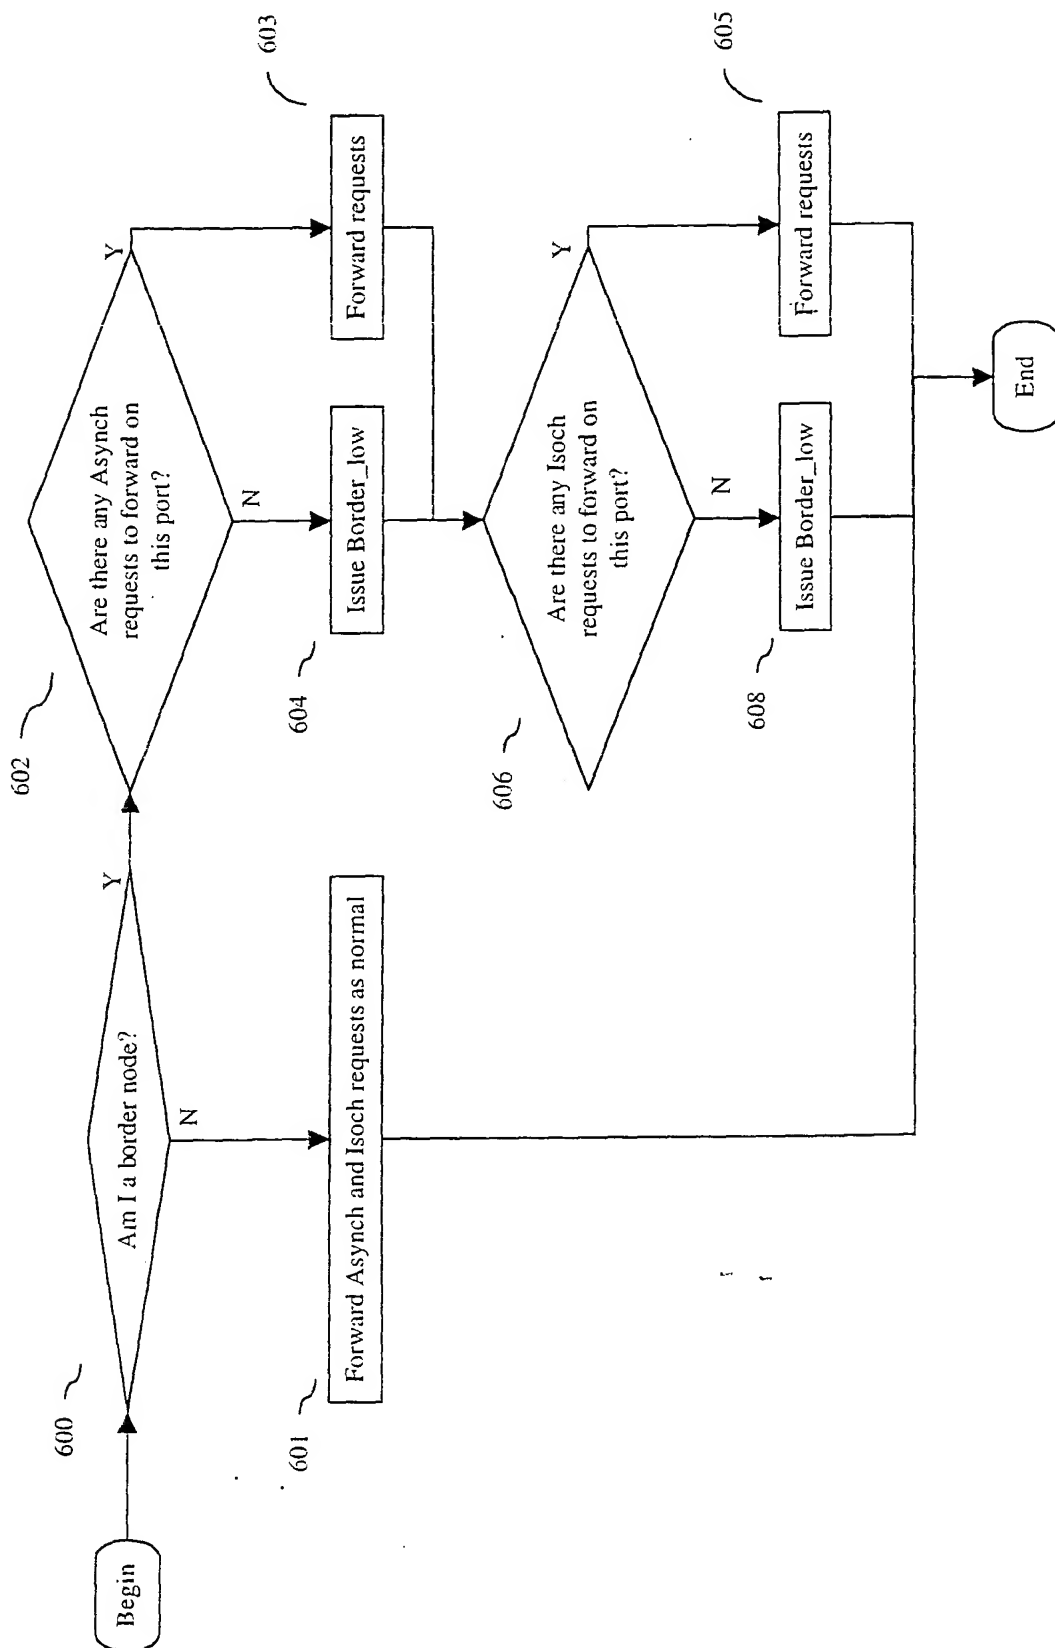 Begin
600
Am I a border node?
Y
N
601
Forward Asynch and Isoch requests as normal
602
Are there any Asynch
requests to forward on
this port?
Y
N
603
Forward requests
604
Issue Border_low
606
Are there any Isoch
requests to forward on
this port?
Y
N
605
Forward requests
608
Issue Border_low
End